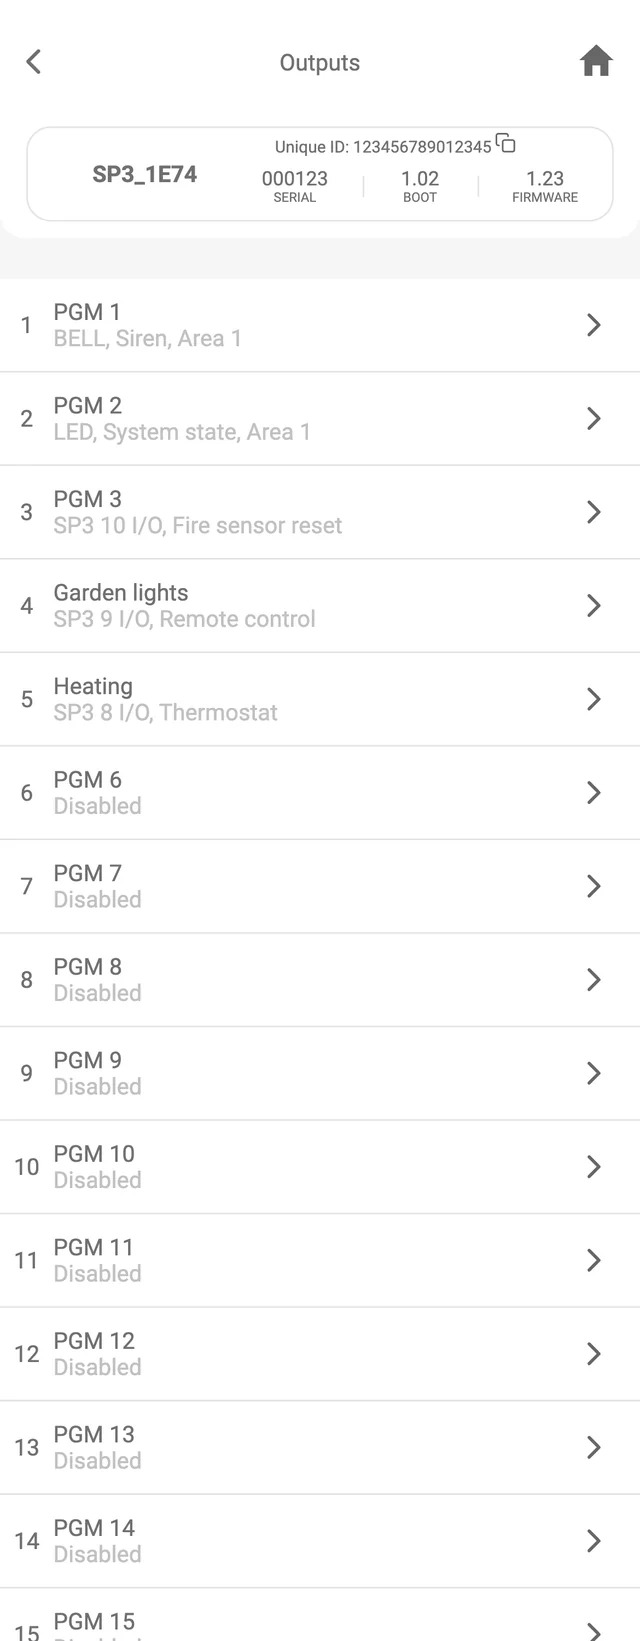 Outputs
Unique ID: 123456789012345
SP3_1E74
000123 1.02 1.23
SERIAL BOOT FIRMWARE
1 PGM 1
BELL, Siren, Area 1
2 PGM 2
LED, System state, Area 1
3 PGM 3
SP3 10 I/O, Fire sensor reset
4 Garden lights
SP3 9 I/O, Remote control
5 Heating
SP3 8 I/O, Thermostat
6 PGM 6
Disabled
7 PGM 7
Disabled
8 PGM 8
Disabled
9 PGM 9
Disabled
10 PGM 10
Disabled
11 PGM 11
Disabled
12 PGM 12
Disabled
13 PGM 13
Disabled
14 PGM 14
Disabled
15 PGM 15